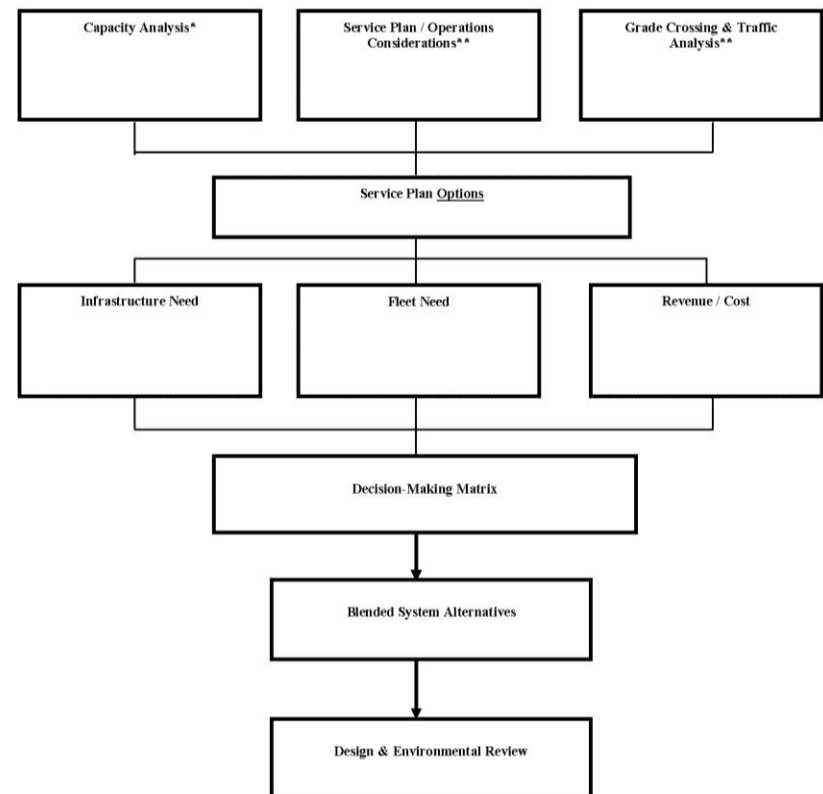 Capacity Analysis*
Service Plan / Operations
Considerations**
Grade Crossing & Traffic
Analysis**
Service Plan Options
Infrastructure Need
Fleet Need
Revenue / Cost
Decision-Making Matrix
Blended System Alternatives
Design & Environmental Review